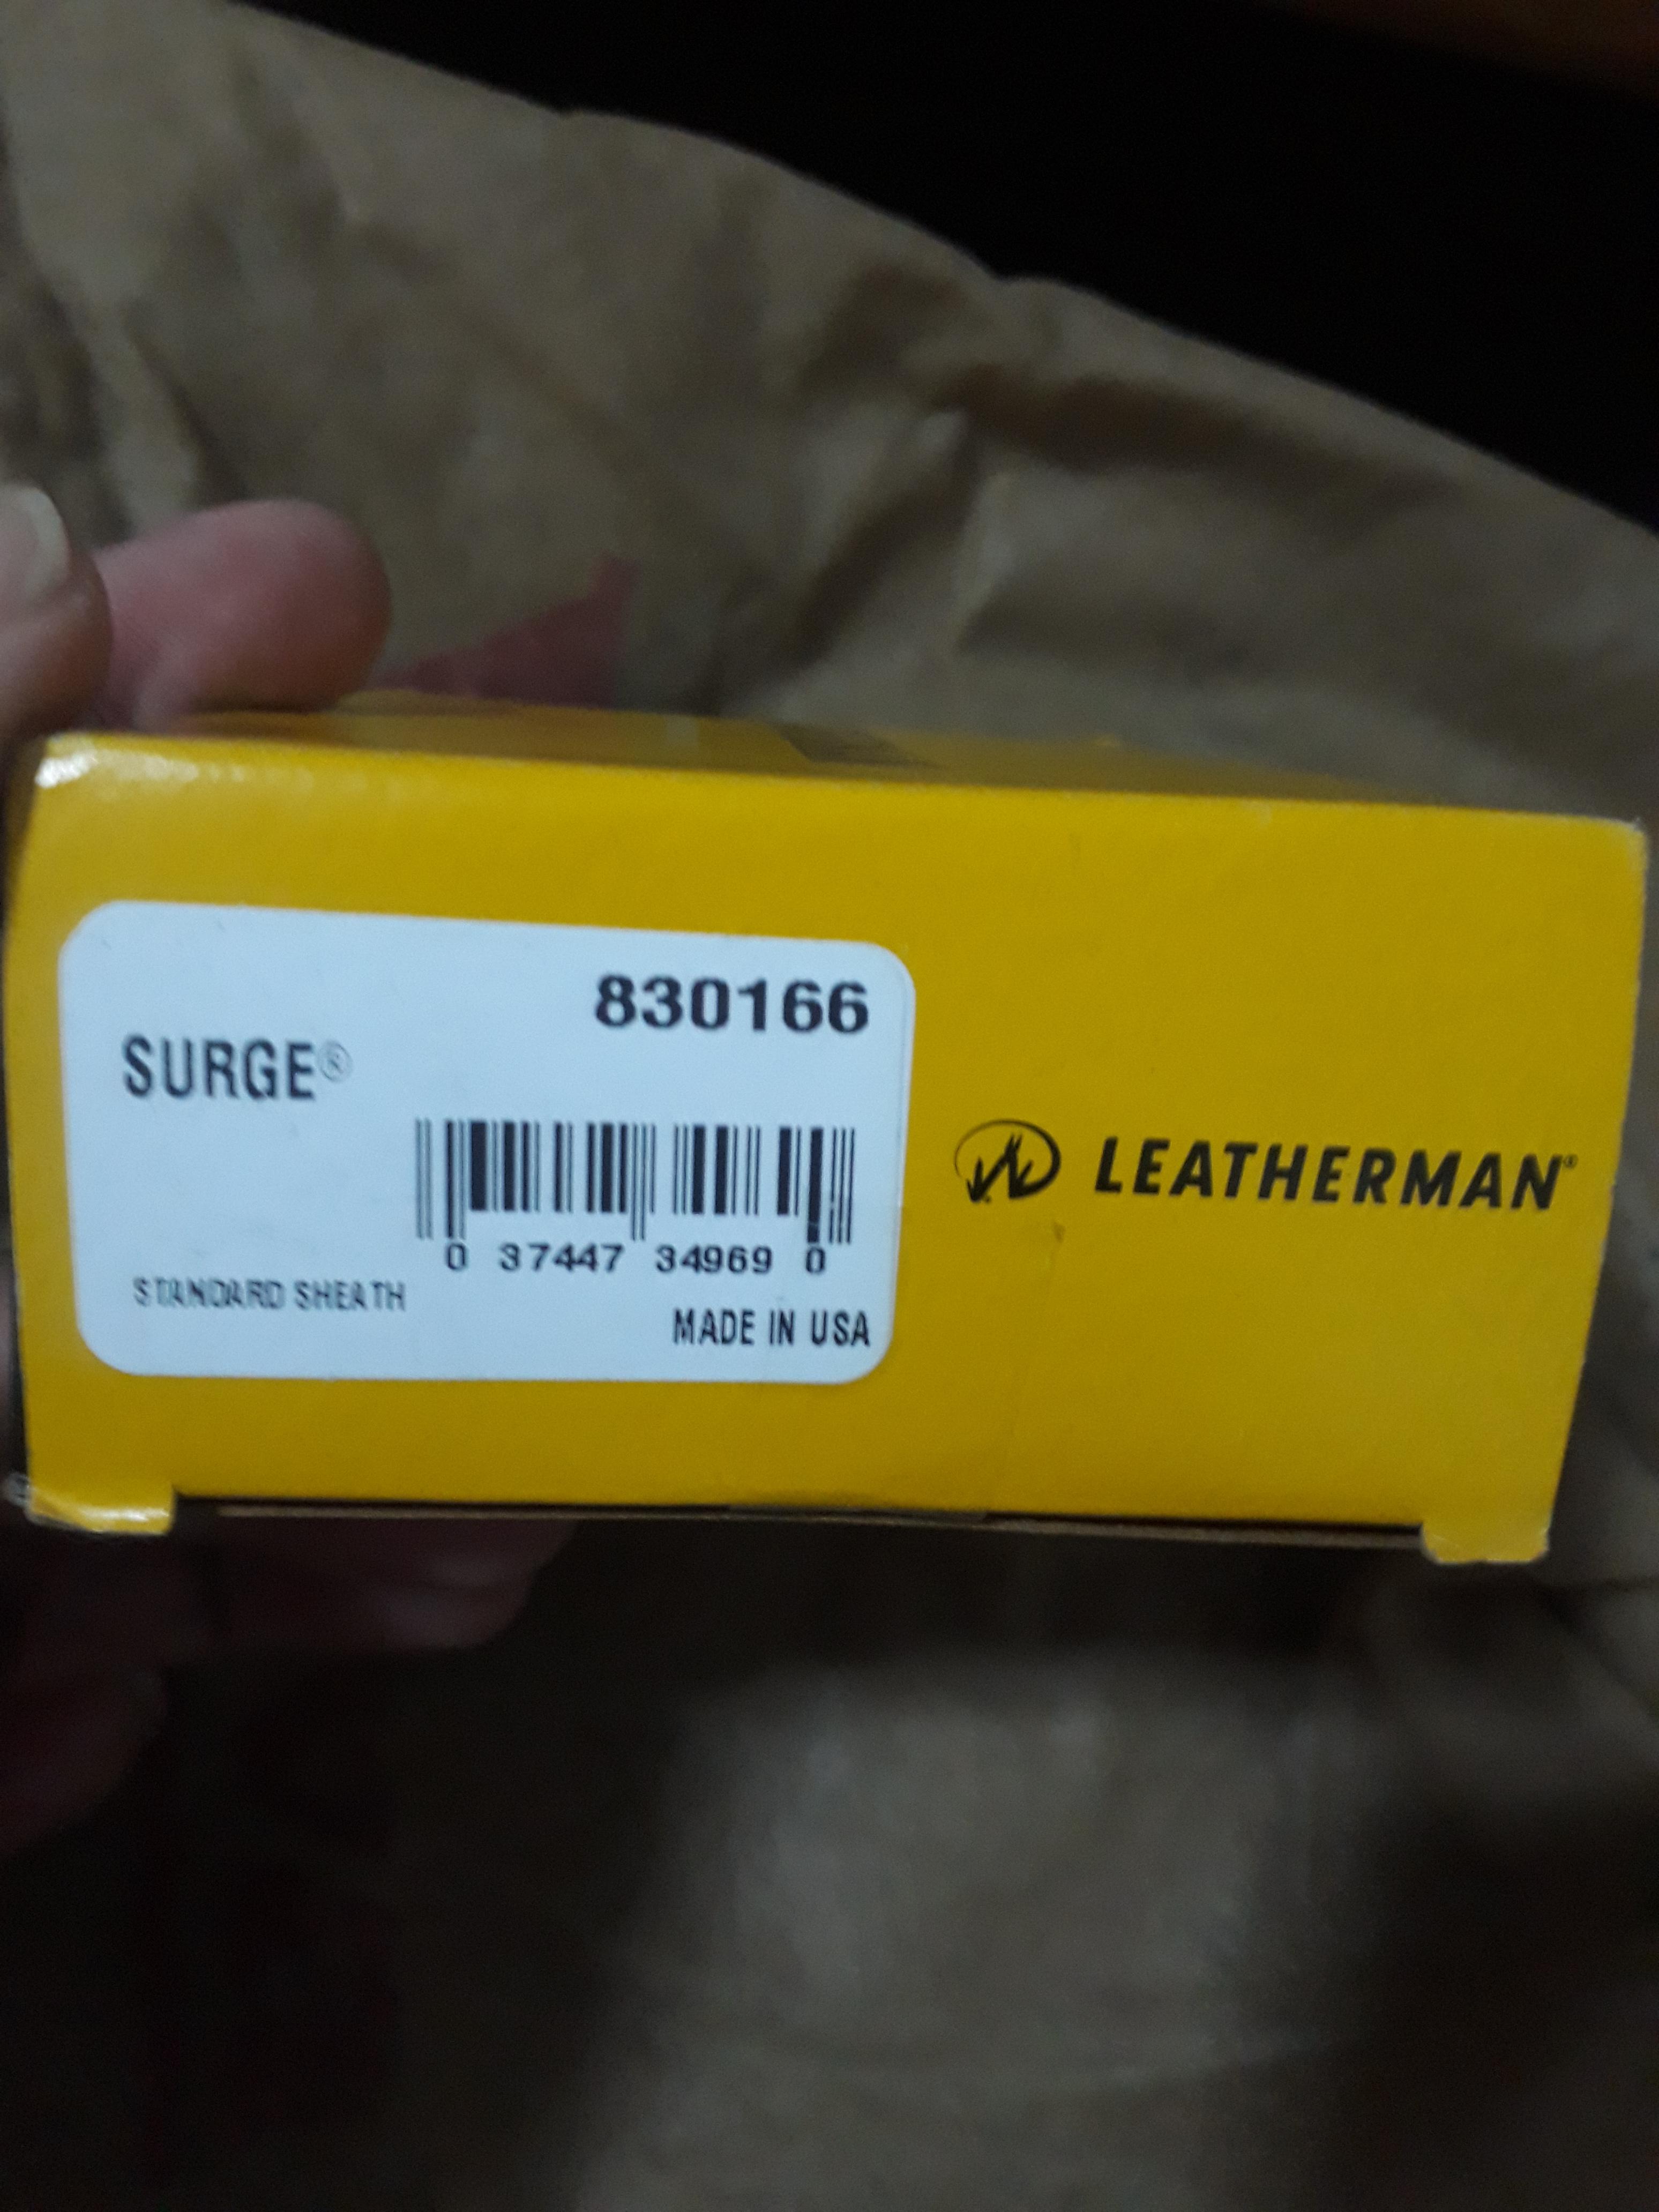 830166
SURGE®
0 37447 34969 0
STANDARD SHEATH
MADE IN USA
LEATHERMAN®